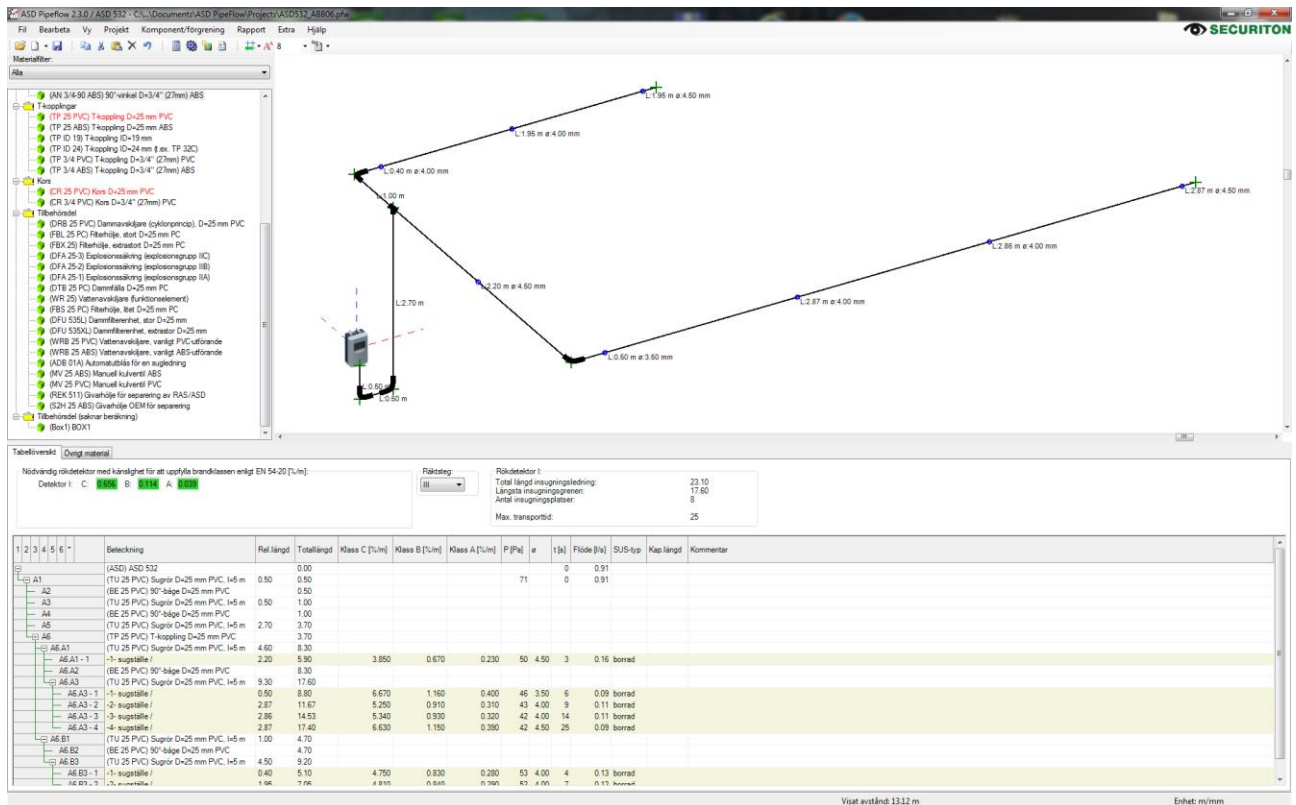 ASD Pipeflow 2.3.0 / ASD 532 - C:\...\Documents\ASD PipeFlow\Projects\ASD532_ABB06.pfw
Fil Bearbeta Vy Projekt Komponent/förgrening Rapport Extra Hjälp
SECURITON
8
Materialfilter:
Alla
(AN 3/4-90 ABS) 90°-vinkel D=3/4" (27mm) ABS
T-kopplingar
(TP 25 PVC) T-koppling D=25 mm PVC
(TP 25 ABS) T-koppling D=25 mm ABS
(TP ID 19) T-koppling ID=19 mm
(TP ID 24) T-koppling ID=24 mm (t.ex. TP 32C)
(TP 3/4 PVC) T-koppling D=3/4" (27mm) PVC
(TP 3/4 ABS) T-koppling D=3/4" (27mm) ABS
Kors
(CR 25 PVC) Kors D=25 mm PVC
(CR 3/4 PVC) Kors D=3/4" (27mm) PVC
Tillbehörsdel
(DRB 25 PVC) Dammavskiljare (cyklonprincip), D=25 mm PVC
(FBL 25 PC) Filterhölje, stort D=25 mm PC
(FBX 25) Filterhölje, extrastort D=25 mm PC
(DFA 25-3) Explosionssäkring (explosionsgrupp IIC)
(DFA 25-2) Explosionssäkring (explosionsgrupp IIB)
(DFA 25-1) Explosionssäkring (explosionsgrupp IIA)
(DTB 25 PC) Dammfälla D=25 mm PC
(WR 25) Vattenavskiljare (funktionselement)
(FBS 25 PC) Filterhölje, litet D=25 mm PC
(DFU 535L) Dammfilterenhet, stor D=25 mm
(DFU 535XL) Dammfilterenhet, extrastor D=25 mm
(WRB 25 PVC) Vattenavskiljare, vanligt PVC-utförande
(WRB 25 ABS) Vattenavskiljare, vanligt ABS-utförande
(ADB 01A) Automatutblås för en sugledning
(MV 25 ABS) Manuell kulventil ABS
(MV 25 PVC) Manuell kulventil PVC
(REK 511) Givarhölje för separering av RAS/ASD
(S2H 25 ABS) Givarhölje OEM för separering
Tillbehörsdel (saknar beräkning)
(Box1) BOX1
L:1.95 m ø:4.50 mm
L:1.95 m ø:4.00 mm
L:0.40 m ø:4.00 mm
L:1.00 m
L:2.87 m ø:4.50 mm
L:2.86 m ø:4.00 mm
L:2.20 m ø:4.50 mm
L:2.87 m ø:4.00 mm
L:2.70 m
L:0.50 m ø:3.50 mm
L:0.50 m
L:0.50 m
Tabellöversikt Övrigt material
Nödvändig rökdetektor med känslighet för att uppfylla brandklassen enligt EN 54-20 [%/m]:
Detektor I: C: 0.656 B: 0.114 A: 0.039
Fläktsteg:
III
Rökdetektor I:
Total längd insugningsledning: 23.10
Längsta insugningsgrenen: 17.60
Antal insugningsplatser: 8
Max. transporttid: 25
1 2 3 4 5 6 Beteckning Rel.längd Totallängd Klass C [%/m] Klass B [%/m] Klass A [%/m] P [Pa] ø t [s] Flöde [l/s] SUS-typ Kap.längd Kommentar
(ASD) ASD 532 0.00 0 0.91
A1 (TU 25 PVC) Sugrör D=25 mm PVC, l=5 m 0.50 0.50 71 0 0.91
A2 (BE 25 PVC) 90°-båge D=25 mm PVC 0.50
A3 (TU 25 PVC) Sugrör D=25 mm PVC, l=5 m 0.50 1.00
A4 (BE 25 PVC) 90°-båge D=25 mm PVC 1.00
A5 (TU 25 PVC) Sugrör D=25 mm PVC, l=5 m 2.70 3.70
A6 (TP 25 PVC) T-koppling D=25 mm PVC 3.70
A6.A1 (TU 25 PVC) Sugrör D=25 mm PVC, l=5 m 4.60 8.30
A6.A1 - 1 -1- sugställe / 2.20 5.90 3.850 0.670 0.230 50 4.50 3 0.16 borrad
A6.A2 (BE 25 PVC) 90°-båge D=25 mm PVC 8.30
A6.A3 (TU 25 PVC) Sugrör D=25 mm PVC, l=5 m 9.30 17.60
A6.A3 - 1 -1- sugställe / 0.50 8.80 6.670 1.160 0.400 46 3.50 6 0.09 borrad
A6.A3 - 2 -2- sugställe / 2.87 11.67 5.250 0.910 0.310 43 4.00 9 0.11 borrad
A6.A3 - 3 -3- sugställe / 2.86 14.53 5.340 0.930 0.320 42 4.00 14 0.11 borrad
A6.A3 - 4 -4- sugställe / 2.87 17.40 6.630 1.150 0.390 42 4.50 25 0.09 borrad
A6.B1 (TU 25 PVC) Sugrör D=25 mm PVC, l=5 m 1.00 4.70
A6.B2 (BE 25 PVC) 90°-båge D=25 mm PVC 4.70
A6.B3 (TU 25 PVC) Sugrör D=25 mm PVC, l=5 m 4.50 9.20
A6.B3 - 1 -1- sugställe / 0.40 5.10 4.750 0.830 0.280 53 4.00 4 0.13 borrad
A6.B3 - 2 -2- sugställe / 1.95 7.05 4.810 0.840 0.290 52 4.00 7 0.12 borrad
Visat avstånd: 13.12 m Enhet: m/mm